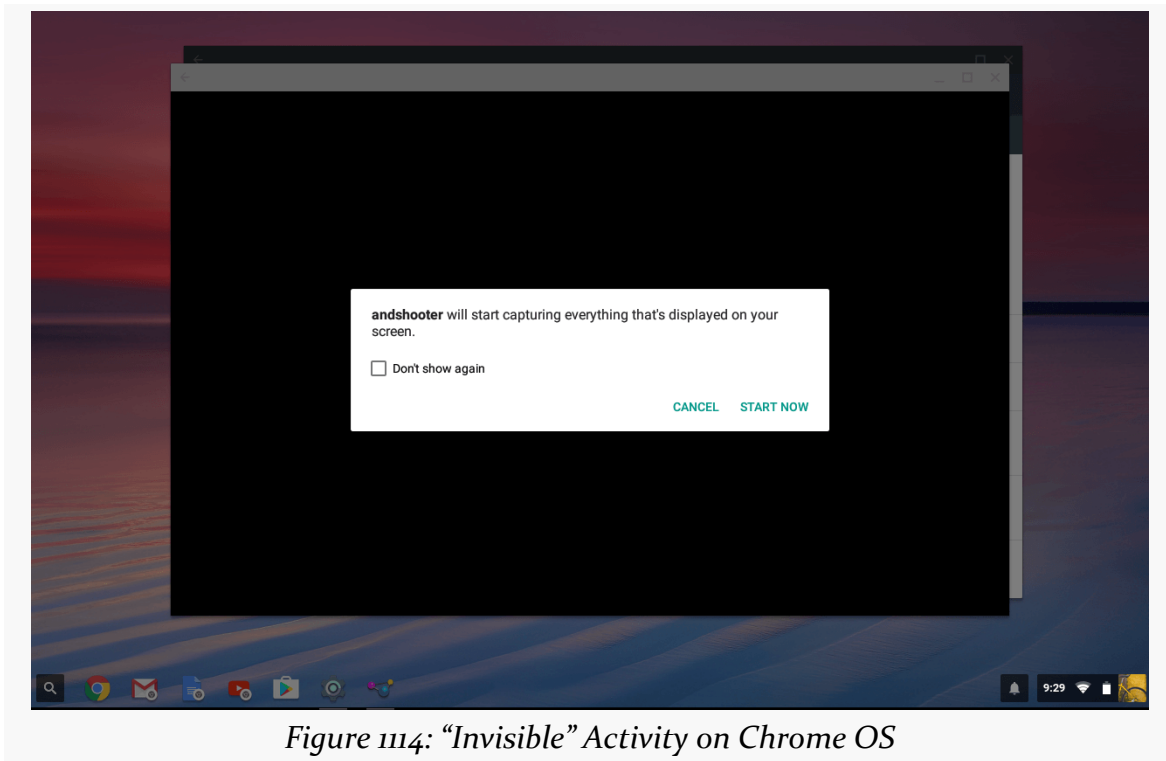 andshooter will start capturing everything that's displayed on your
screen.
Don't show again
CANCEL START NOW
9:29
Figure 1114: “Invisible” Activity on Chrome OS